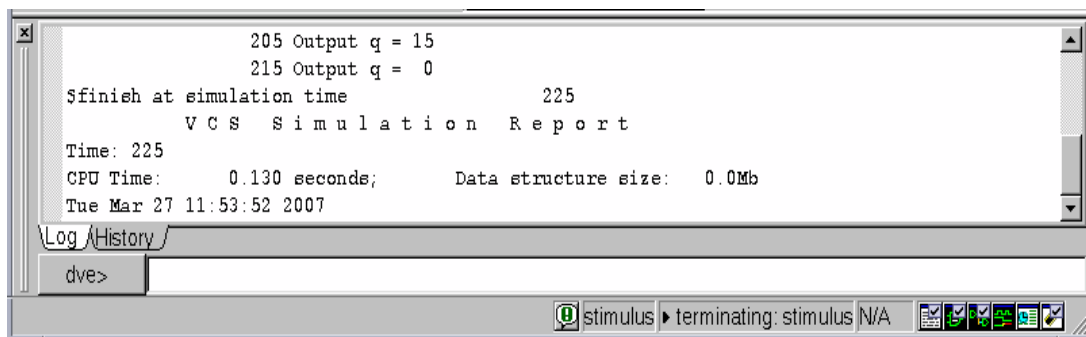 205 Output q = 15
215 Output q =  0
$finish at simulation time                225
V C S   S i m u l a t i o n   R e p o r t
Time: 225
CPU Time:      0.130 seconds;       Data structure size:   0.0Mb
Tue Mar 27 11:53:52 2007
Log History
dve>
stimulus terminating: stimulus N/A